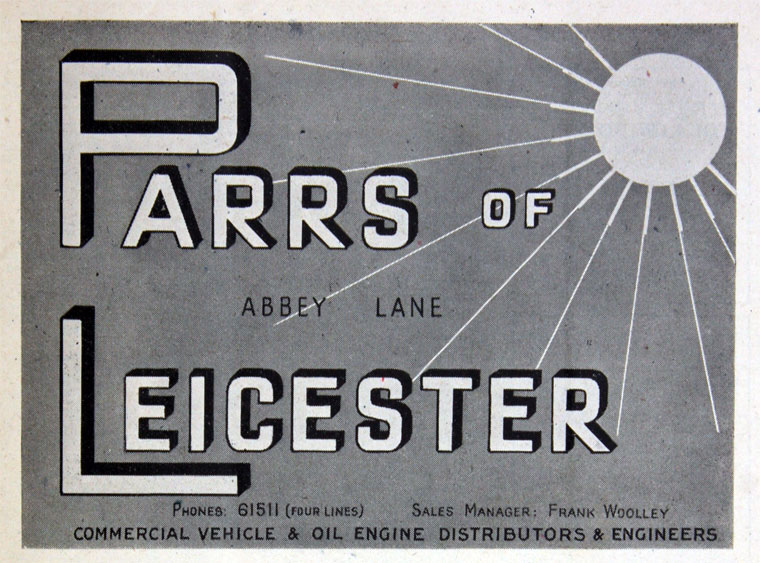 PARRS OF
ABBEY LANE
LEICESTER
PHONES: 61511 (FOUR LINES) SALES MANAGER: FRANK WOOLLEY
COMMERCIAL VEHICLE & OIL ENGINE DISTRIBUTORS & ENGINEERS